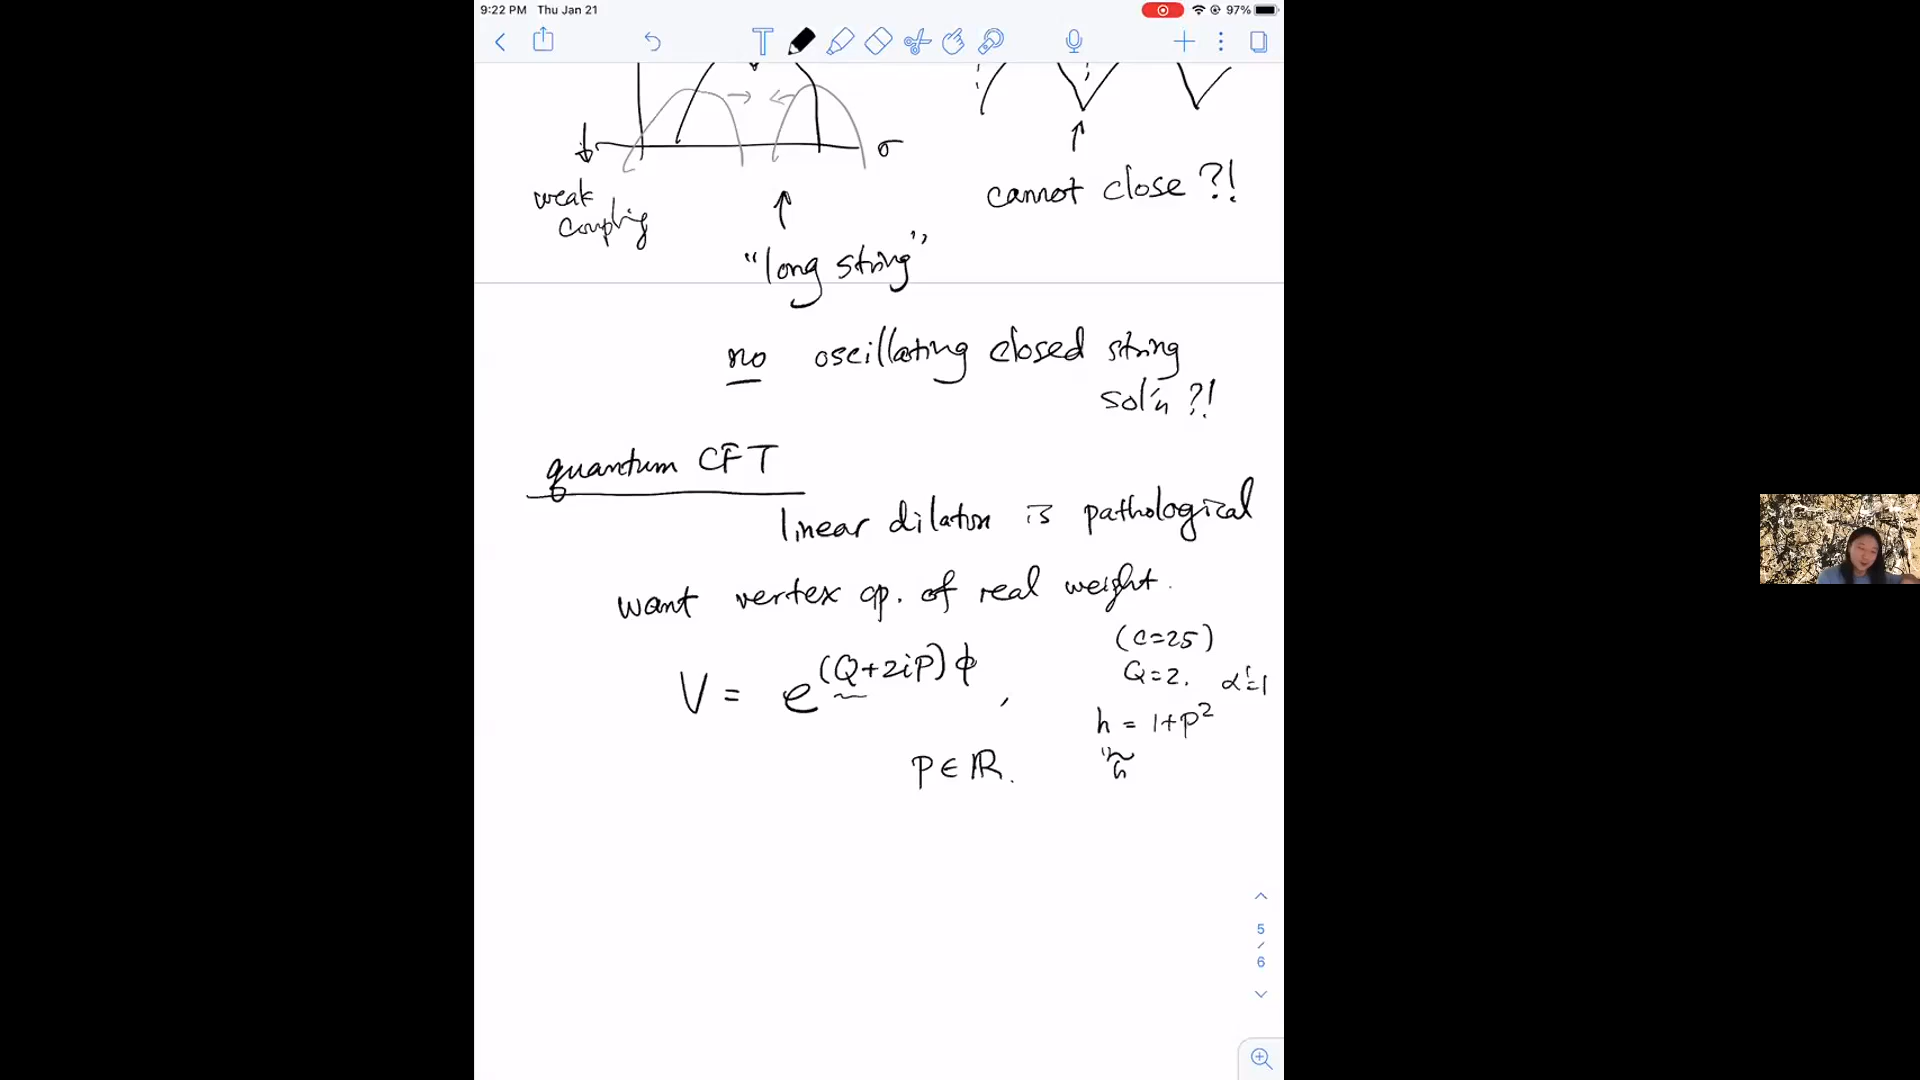 9:22 PM Thu Jan 21
97%
T
σ
weak
coupling
cannot close ?!
"long string"
no oscillating closed string
sol'n ?!
quantum CFT
linear dilaton is pathological
want vertex op. of real weight.
(c=25)
V = e^{(Q+2iP)φ} ,
Q=2. α'=1
h = 1+P²
P ∈ ℝ.
5
/
6